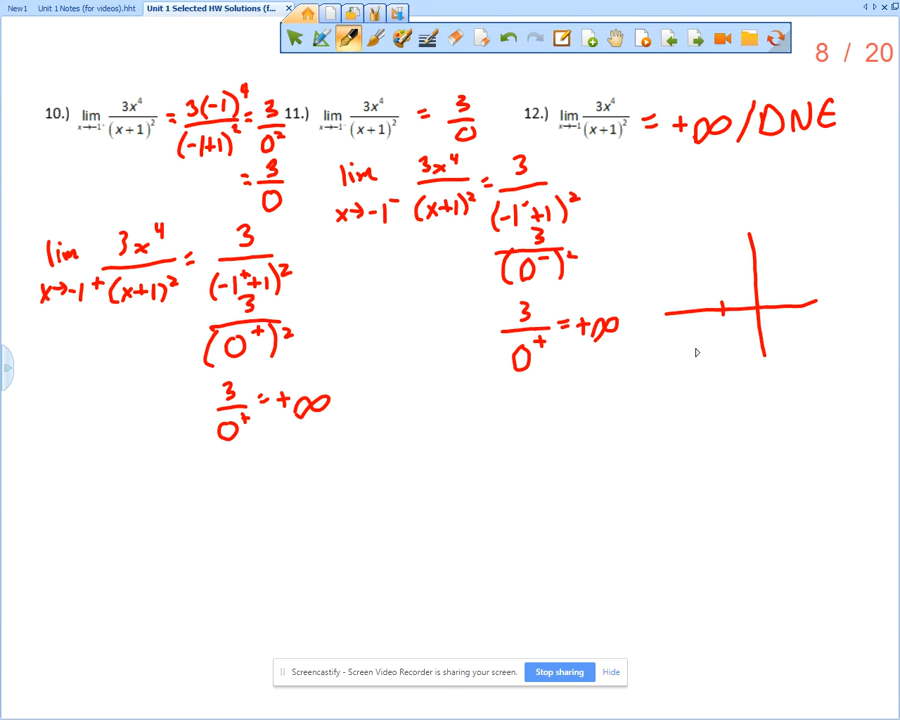 New1 Unit 1 Notes (for videos).hht Unit 1 Selected HW Solutions (f...
8 / 20
10.) lim x→-1⁺ 3x⁴/(x+1)² = 3(-1)⁴/(-1+1)² = 3/0²
= 3/0
lim x→-1⁺ 3x⁴/(x+1)² = 3/(-1⁺+1)²
3/(0⁺)²
3/0⁺ = +∞
11.) lim x→-1⁻ 3x⁴/(x+1)² = 3/0
lim x→-1⁻ 3x⁴/(x+1)² = 3/(-1⁻+1)²
3/(0⁻)²
3/0⁺ = +∞
12.) lim x→-1 3x⁴/(x+1)² = +∞/DNE
Screencastify - Screen Video Recorder is sharing your screen. Stop sharing Hide